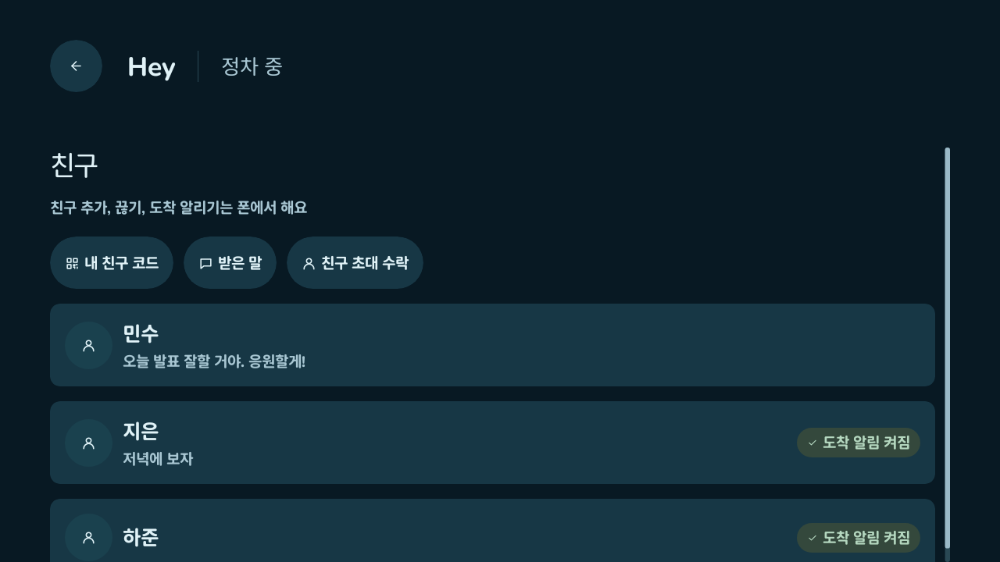 Hey
정차 중
친구
친구 추가, 끊기, 도착 알리기는 폰에서 해요
내 친구 코드
받은 말
친구 초대 수락
민수
오늘 발표 잘할 거야. 응원할게!
지은
저녁에 보자
도착 알림 켜짐
하준
도착 알림 켜짐